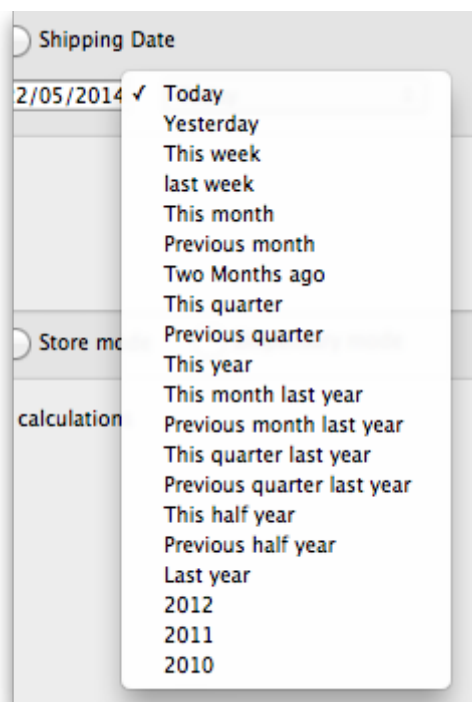 Shipping Date
2/05/2014 ✓ Today
Yesterday
This week
last week
This month
Previous month
Two Months ago
This quarter
Previous quarter
Store mo
This year
This month last year
calculation
Previous month last year
This quarter last year
Previous quarter last year
This half year
Previous half year
Last year
2012
2011
2010